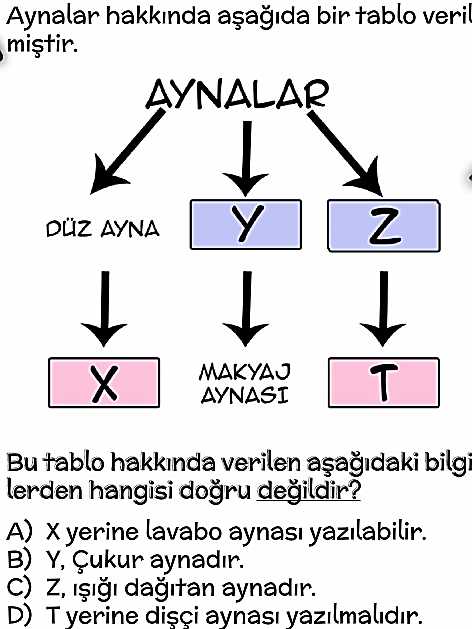 Aynalar hakkında aşağıda bir tablo veril
miştir.
AYNALAR
DÜZ AYNA Y Z
X MAKYAJ AYNASI T
Bu tablo hakkında verilen aşağıdaki bilgi
lerden hangisi doğru değildir?
A) X yerine lavabo aynası yazılabilir.
B) Y, Çukur aynadır.
C) Z, ışığı dağıtan aynadır.
D) T yerine dişçi aynası yazılmalıdır.